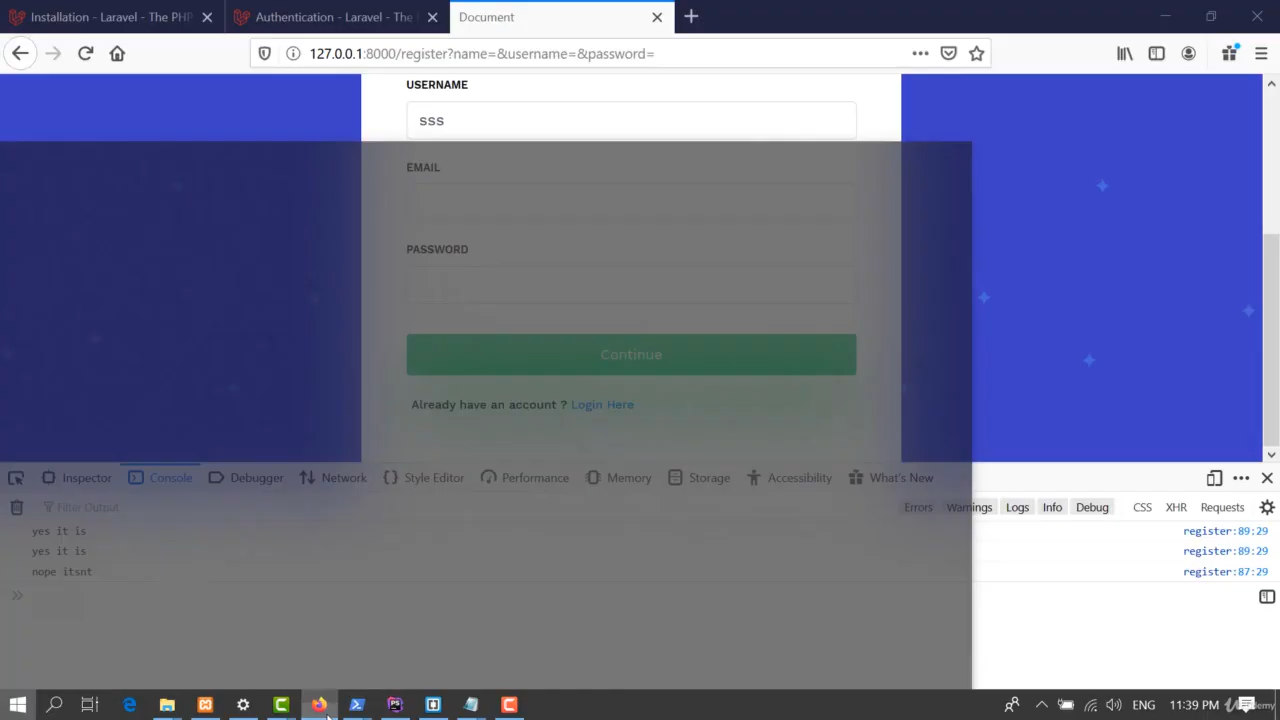 Installation - Laravel - The PHP
Authentication - Laravel - The
Document
127.0.0.1:8000/register?name=&username=&password=
USERNAME
sss
EMAIL
PASSWORD
Continue
Already have an account ? Login Here
Inspector Console Debugger Network Style Editor Performance Memory Storage Accessibility What's New
Filter Output Errors Warnings Logs Info Debug CSS XHR Requests
yes it is register:89:29
yes it is register:89:29
nope itsnt register:87:29
ENG 11:39 PM